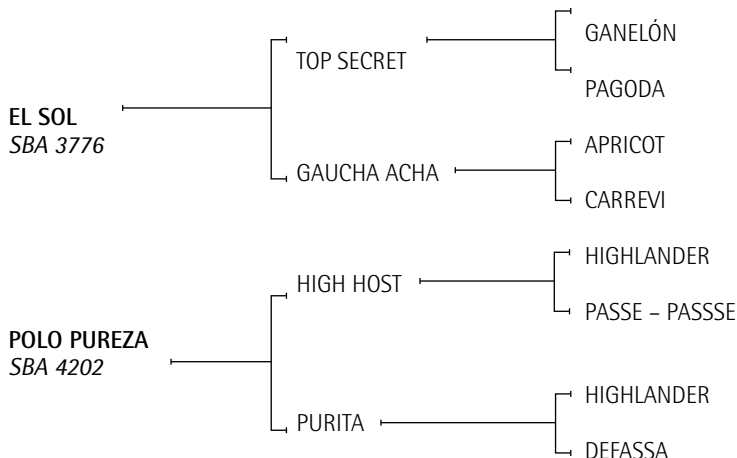 GANELÓN
TOP SECRET
PAGODA
EL SOL
SBA 3776
APRICOT
GAUCHA ACHA
CARREVI
HIGHLANDER
HIGH HOST
PASSE – PASSSE
POLO PUREZA
SBA 4202
HIGHLANDER
PURITA
DEFASSA